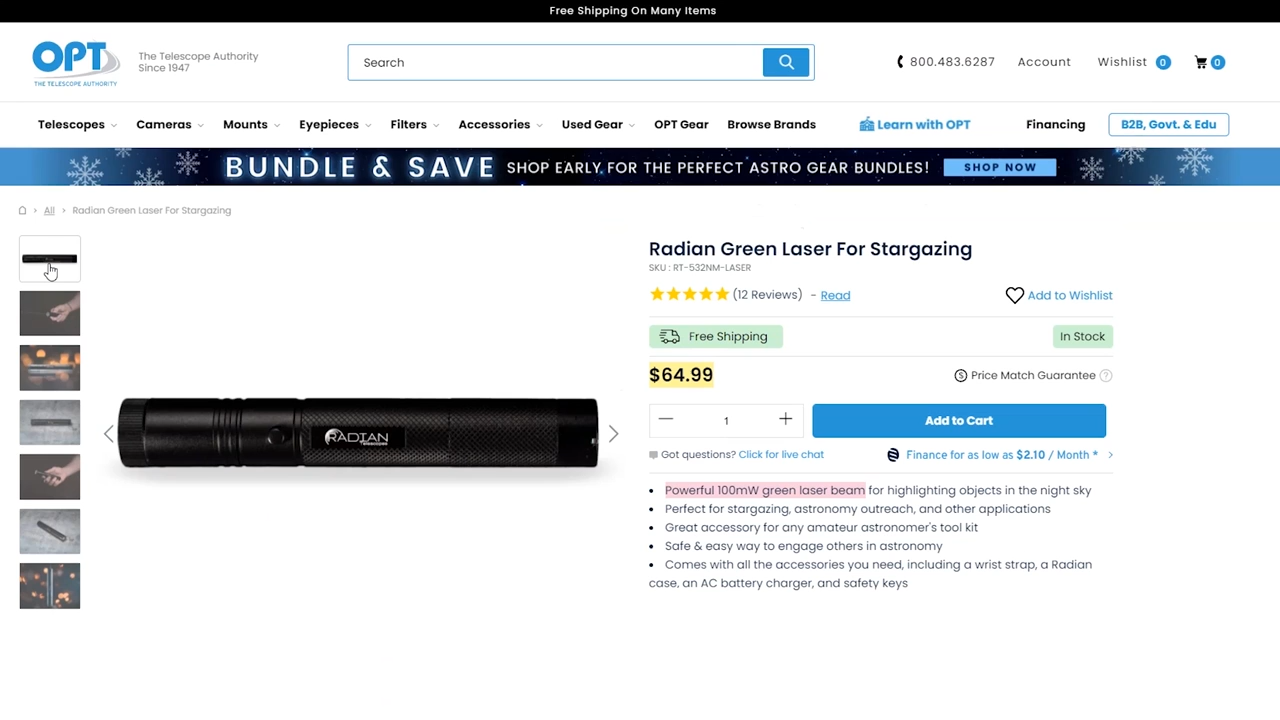 Free Shipping On Many Items
OPT
THE TELESCOPE AUTHORITY
The Telescope Authority
Since 1947
Search
800.483.6287
Account
Wishlist 0
0
Telescopes
Cameras
Mounts
Eyepieces
Filters
Accessories
Used Gear
OPT Gear
Browse Brands
Learn with OPT
Financing
B2B, Govt. & Edu
BUNDLE & SAVE SHOP EARLY FOR THE PERFECT ASTRO GEAR BUNDLES! SHOP NOW
> All > Radian Green Laser For Stargazing
RADIAN
Radian Green Laser For Stargazing
SKU : RT-532NM-LASER
(12 Reviews) - Read
Add to Wishlist
Free Shipping
In Stock
$64.99
Price Match Guarantee ?
1
Add to Cart
Got questions? Click for live chat
Finance for as low as $2.10 / Month * >
• Powerful 100mW green laser beam for highlighting objects in the night sky
• Perfect for stargazing, astronomy outreach, and other applications
• Great accessory for any amateur astronomer's tool kit
• Safe & easy way to engage others in astronomy
• Comes with all the accessories you need, including a wrist strap, a Radian
case, an AC battery charger, and safety keys